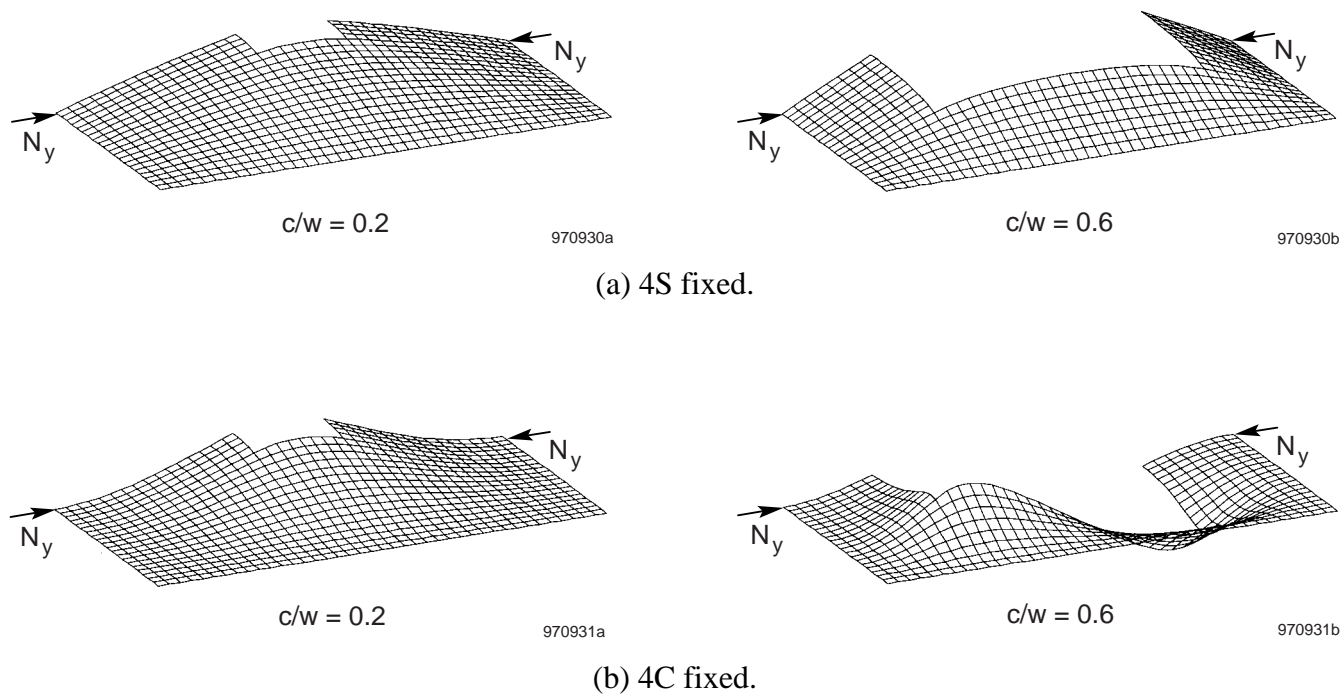 N_y
N_y
c/w = 0.2
970930a
N_y
N_y
c/w = 0.6
970930b
(a) 4S fixed.
N_y
N_y
c/w = 0.2
970931a
N_y
N_y
c/w = 0.6
970931b
(b) 4C fixed.